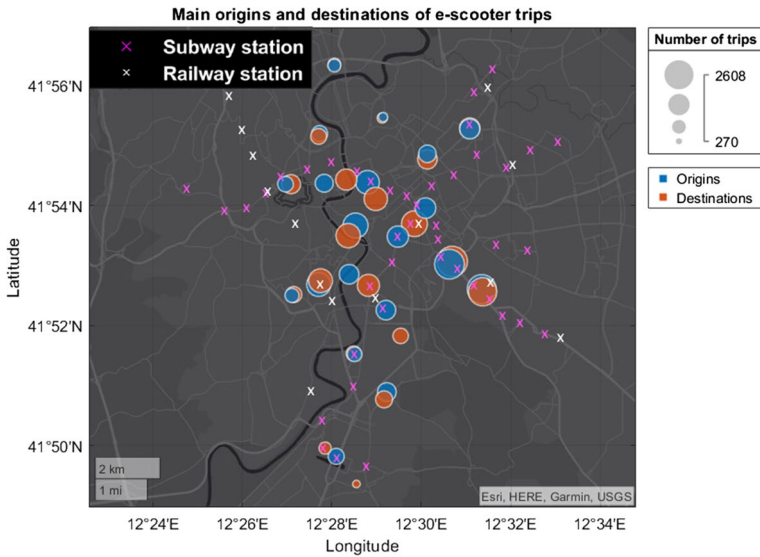 Main origins and destinations of e-scooter trips
Subway station
Railway station
Number of trips
2608
270
Origins
Destinations
Latitude
41°56'N
41°54'N
41°52'N
41°50'N
2 km
1 mi
Esri, HERE, Garmin, USGS
12°24'E 12°26'E 12°28'E 12°30'E 12°32'E 12°34'E
Longitude